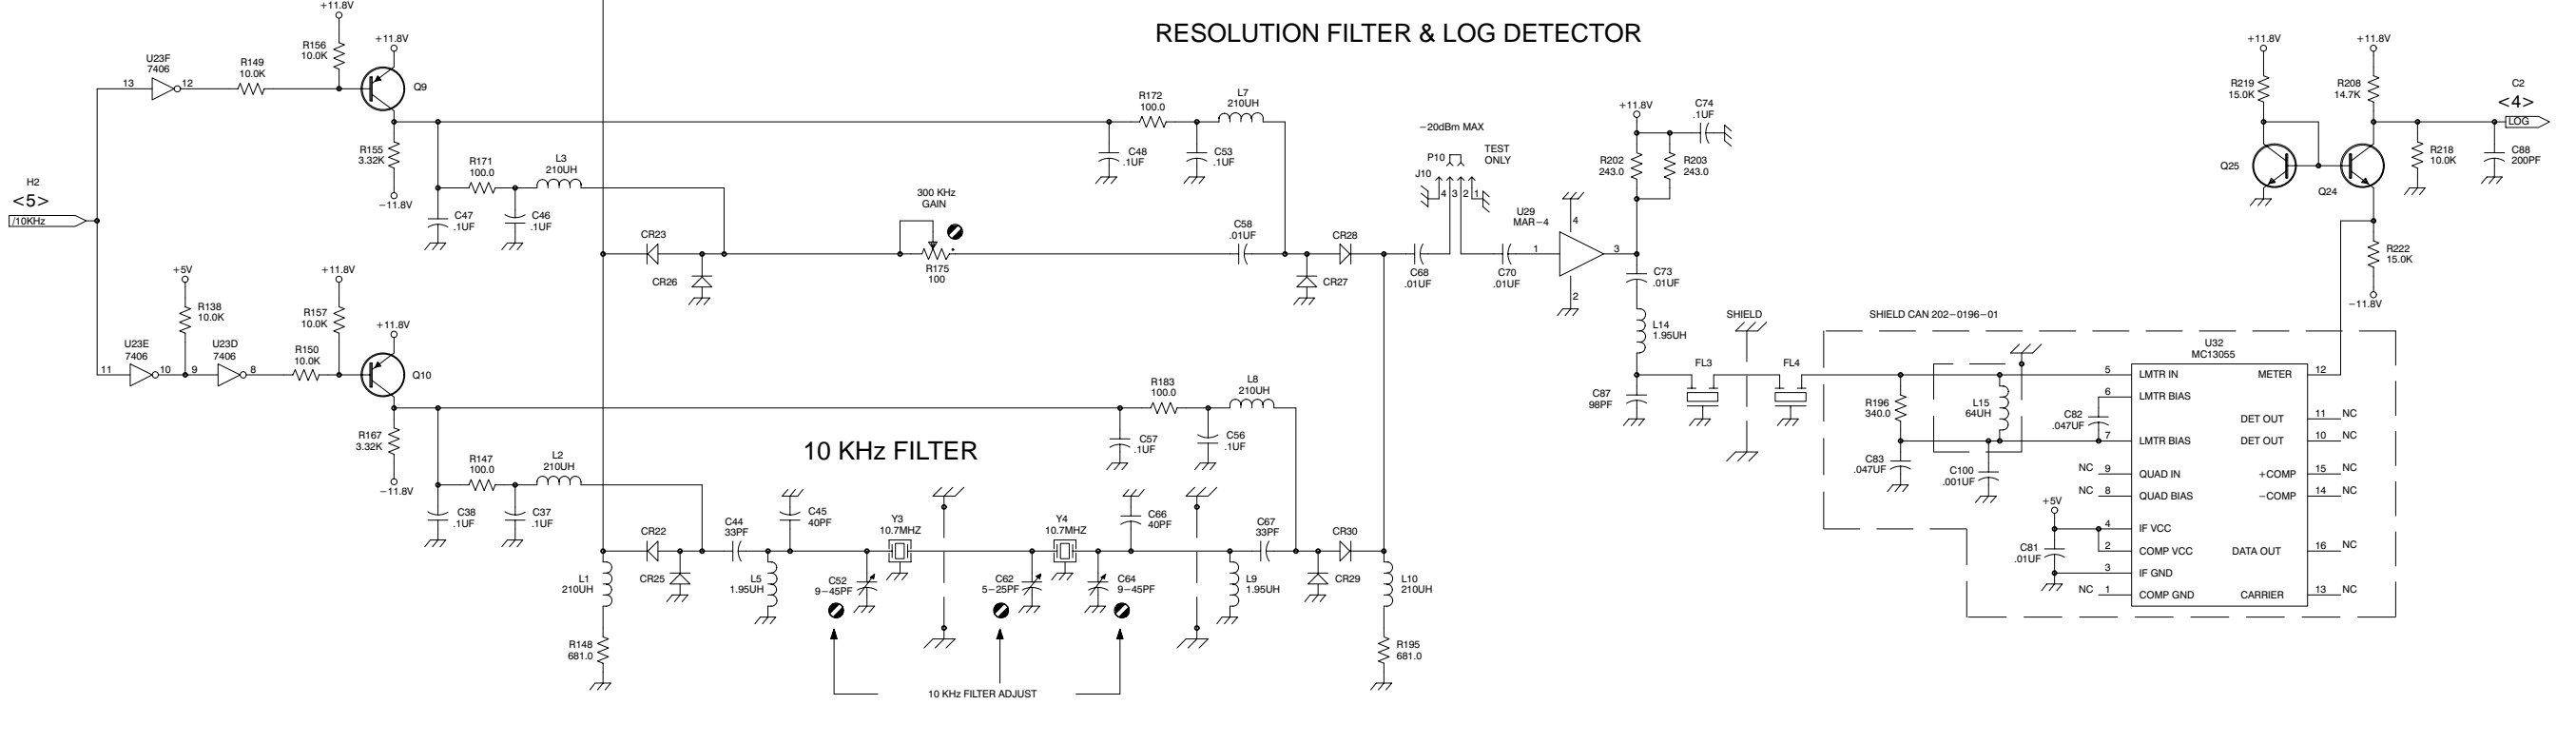 RESOLUTION FILTER & LOG DETECTOR
+11.8V
R156
10.0K
+11.8V
U23F
7406
13
12
R149
10.0K
Q9
R155
3.32K
-11.8V
R171
100.0
L3
210UH
C47
.1UF
C46
.1UF
H2
<5>
/10KHz
CR23
CR26
300 KHz
GAIN
R175
100
R172
100.0
L7
210UH
C48
.1UF
C53
.1UF
C58
.01UF
CR28
CR27
-20dBm MAX
P10
TEST
ONLY
J10
4
3
2
1
C68
.01UF
C70
.01UF
U29
MAR-4
1
4
3
2
+11.8V
C74
.1UF
R202
243.0
R203
243.0
C73
.01UF
L14
1.95UH
C87
98PF
SHIELD
FL3
FL4
SHIELD CAN 202-0196-01
+11.8V
+11.8V
R219
15.0K
R208
14.7K
C2
<4>
LOG
Q25
Q24
R218
10.0K
C88
200PF
R222
15.0K
-11.8V
U32
MC13055
5
LMTR IN
METER
12
6
LMTR BIAS
11
NC
DET OUT
7
LMTR BIAS
DET OUT
10
NC
NC
9
QUAD IN
+COMP
15
NC
NC
8
QUAD BIAS
-COMP
14
NC
4
IF VCC
2
COMP VCC
DATA OUT
16
NC
3
IF GND
NC
1
COMP GND
CARRIER
13
NC
R196
340.0
L15
64UH
C82
.047UF
C83
.047UF
C100
.001UF
+5V
C81
.01UF
+5V
R138
10.0K
+11.8V
R157
10.0K
+11.8V
U23E
7406
11
10
9
U23D
7406
8
R150
10.0K
Q10
R167
3.32K
-11.8V
R147
100.0
L2
210UH
C38
.1UF
C37
.1UF
10 KHz FILTER
R183
100.0
L8
210UH
C57
.1UF
C56
.1UF
CR22
CR25
C44
33PF
C45
40PF
Y3
10.7MHZ
Y4
10.7MHZ
C66
40PF
C67
33PF
CR30
CR29
L1
210UH
L5
1.95UH
C52
9-45PF
C62
5-25PF
C64
9-45PF
L9
1.95UH
L10
210UH
R148
681.0
R195
681.0
10 KHz FILTER ADJUST